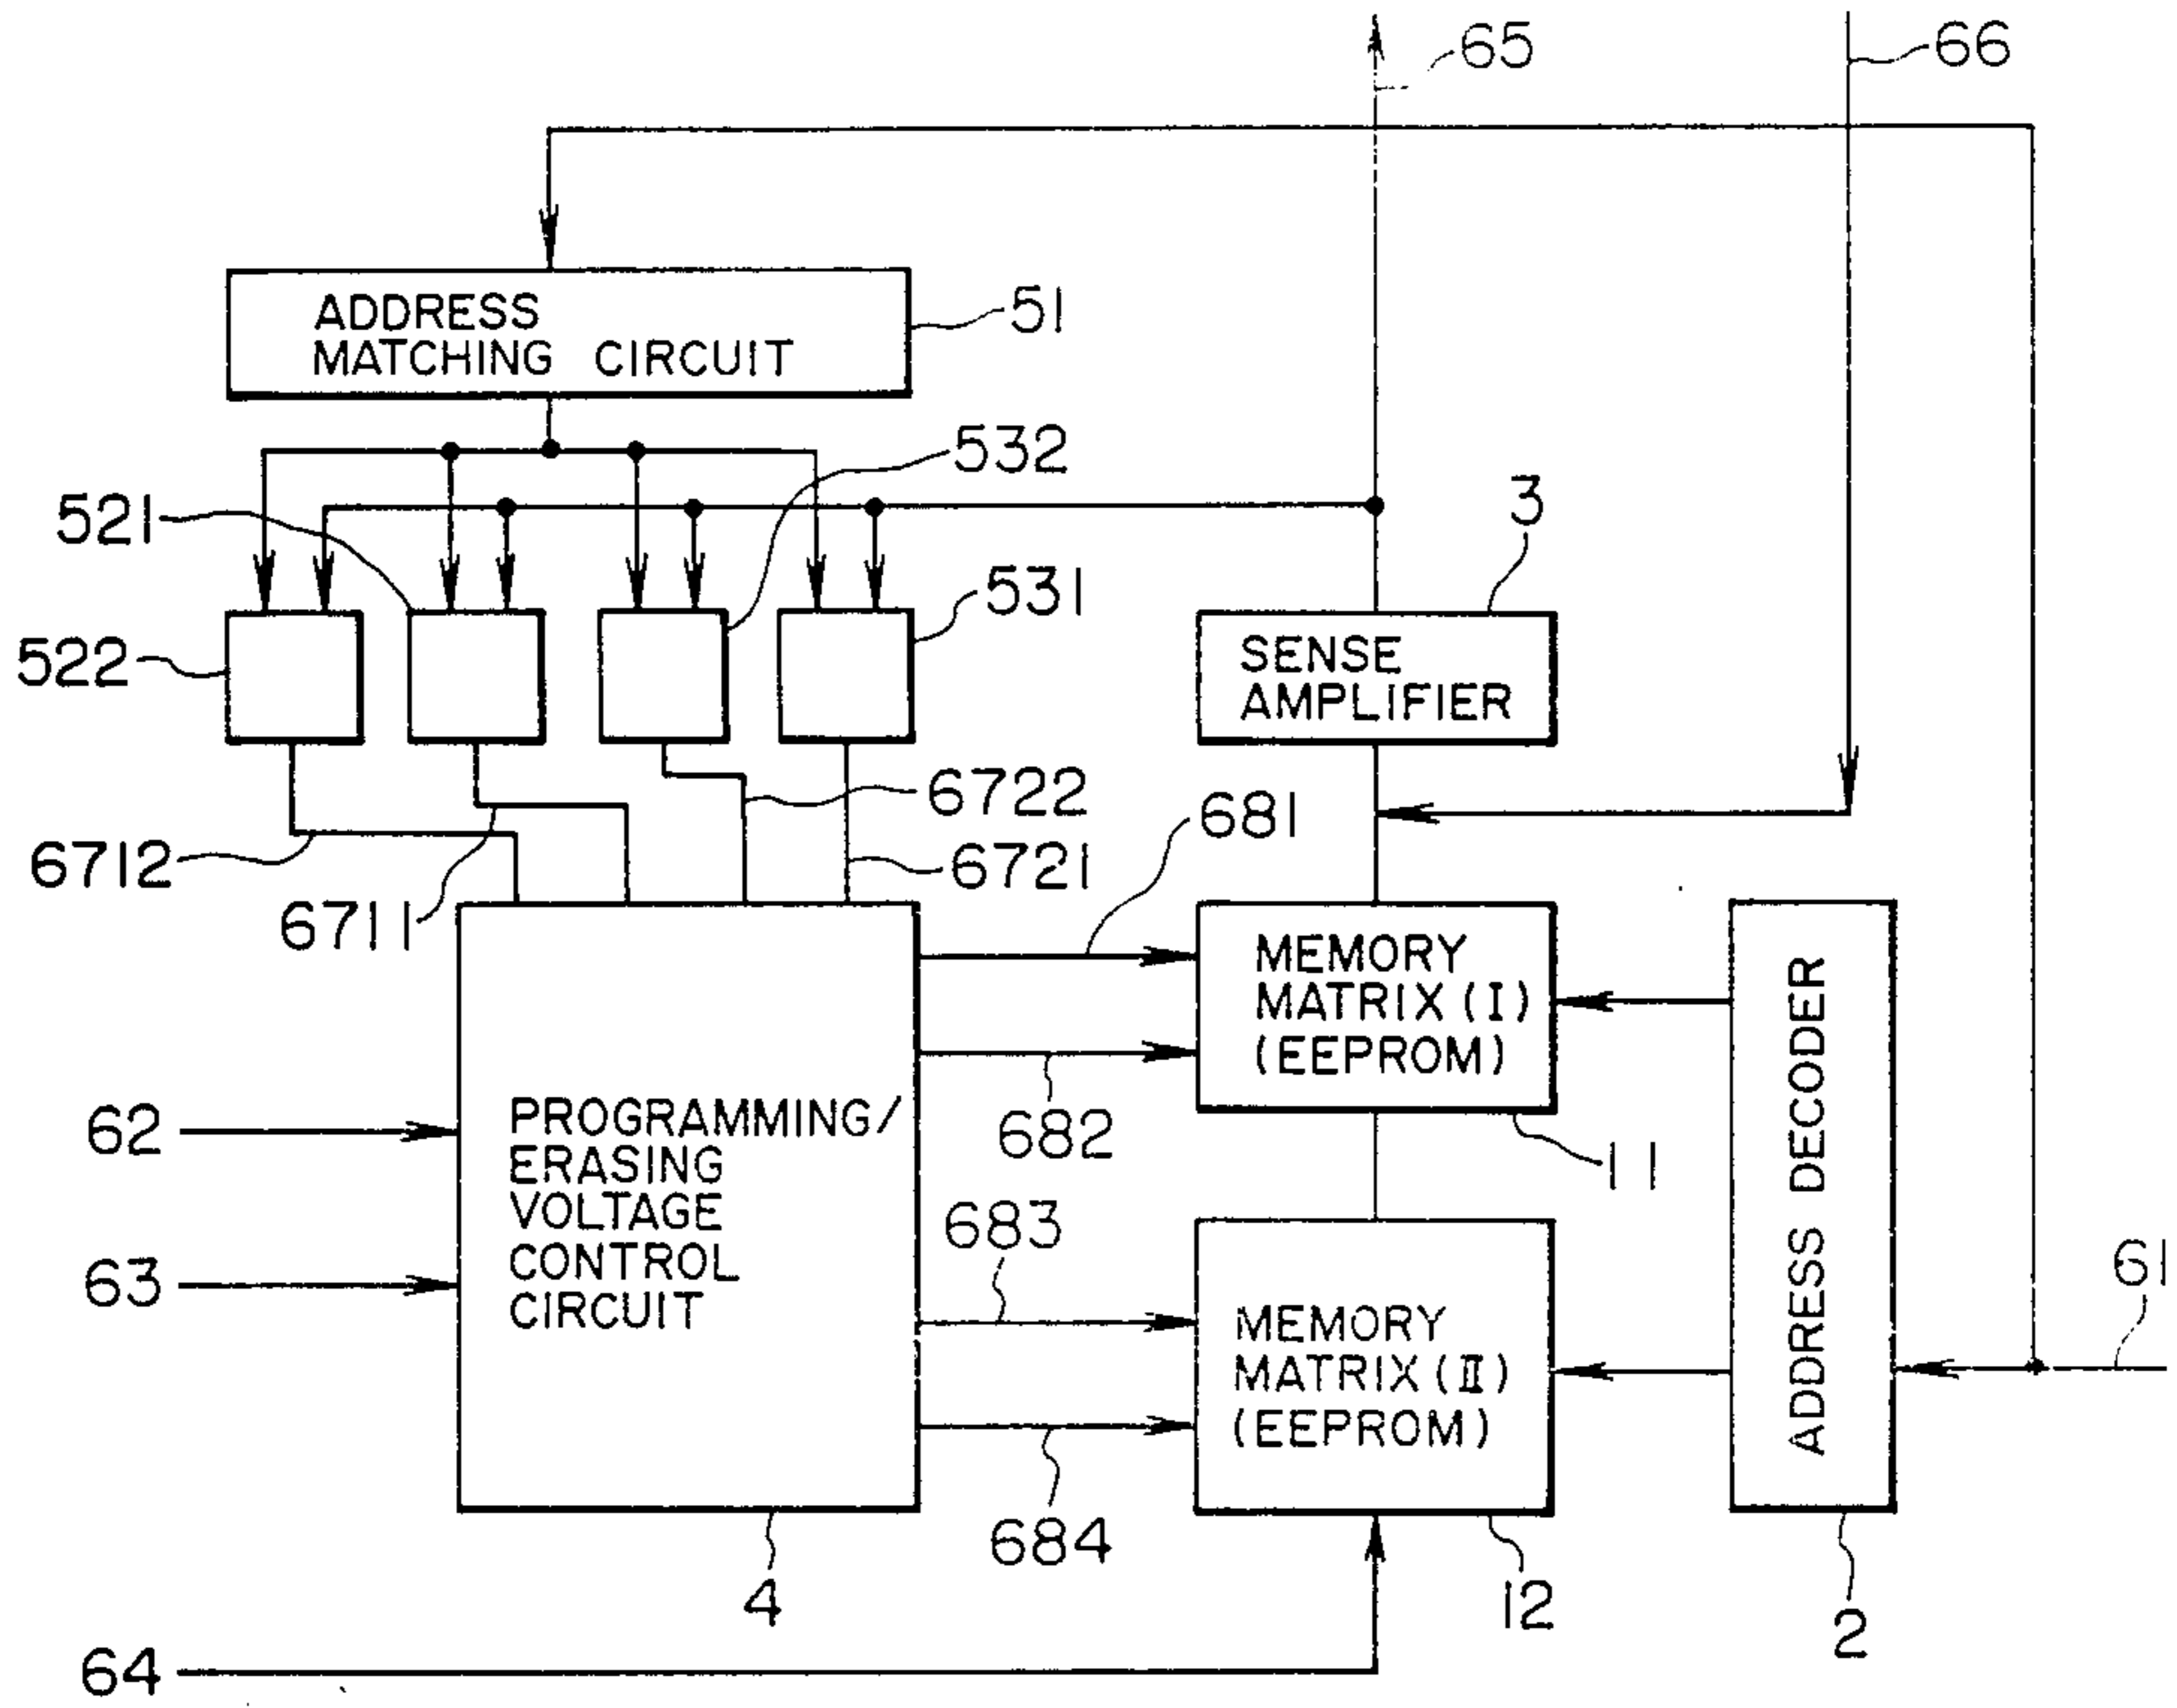 65
66
ADDRESS
MATCHING CIRCUIT
51
532
521
3
531
522
SENSE
AMPLIFIER
6722
681
6712
6721
6711
MEMORY
MATRIX (I)
(EEPROM)
ADDRESS DECODER
62
PROGRAMMING/
ERASING
VOLTAGE
CONTROL
CIRCUIT
682
11
683
63
61
MEMORY
MATRIX (II)
(EEPROM)
684
4
12
2
64